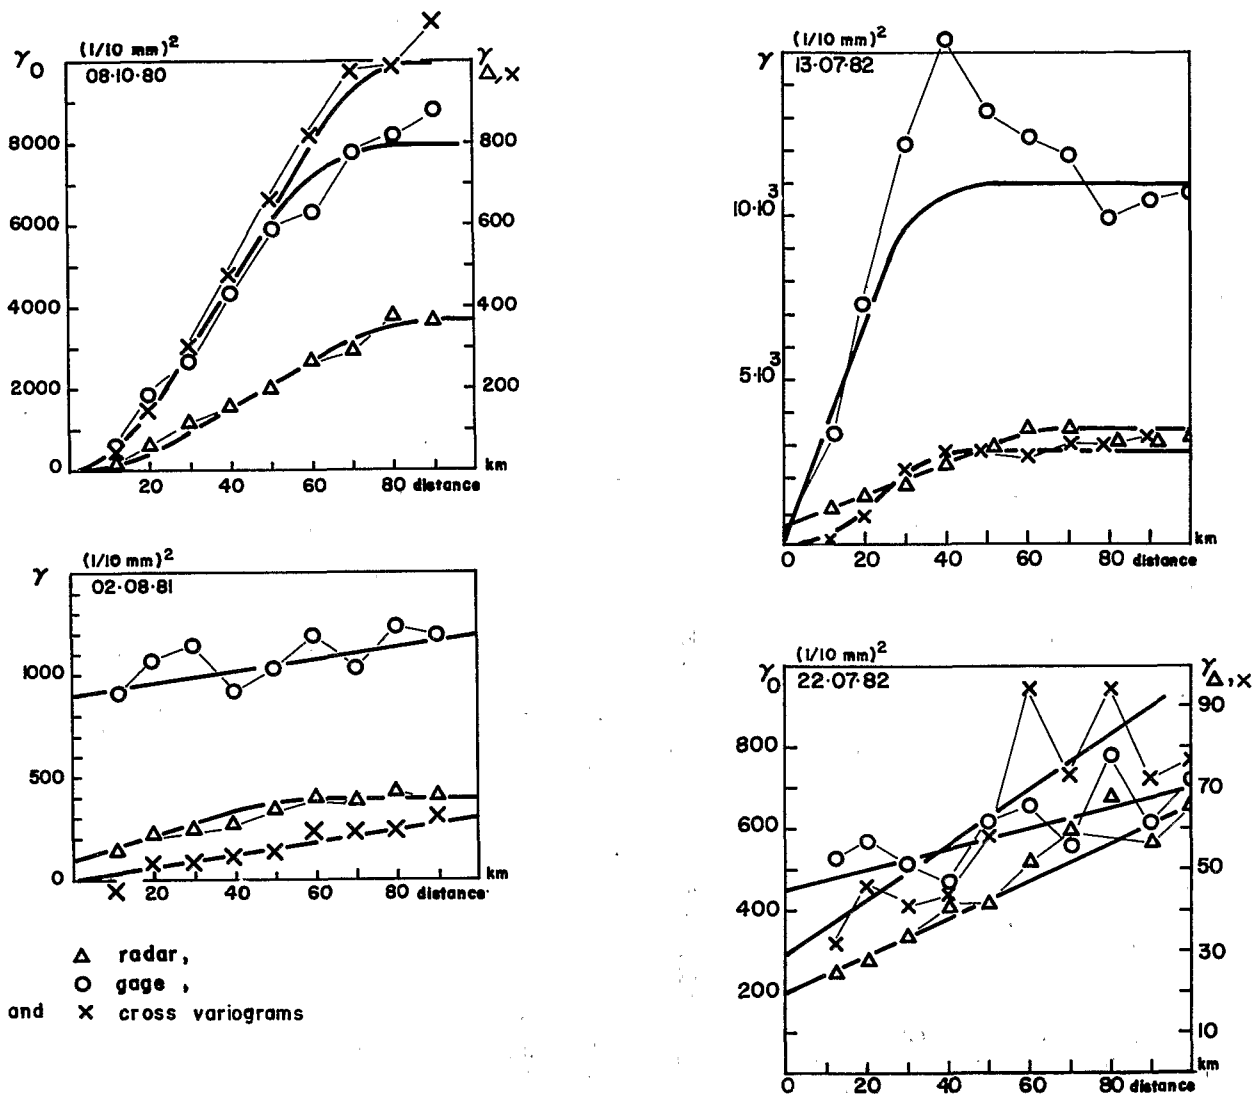 (1/10 mm)²
γ₀
γ
△,×
08·10·80
8000
800
600
4000
400
2000
200
0
km
20 40 60 80 distance
(1/10 mm)²
γ
13·07·82
10·10³
5·10³
km
0 20 40 60 80 distance
(1/10 mm)²
γ
02·08·81
1000
500
0
km
20 40 60 80 distance
(1/10 mm)²
γ₀
γ
△,×
22·07·82
90
800
70
600
50
400
30
200
10
km
0 20 40 60 80 distance
△ radar,
○ gage ,
and × cross variograms